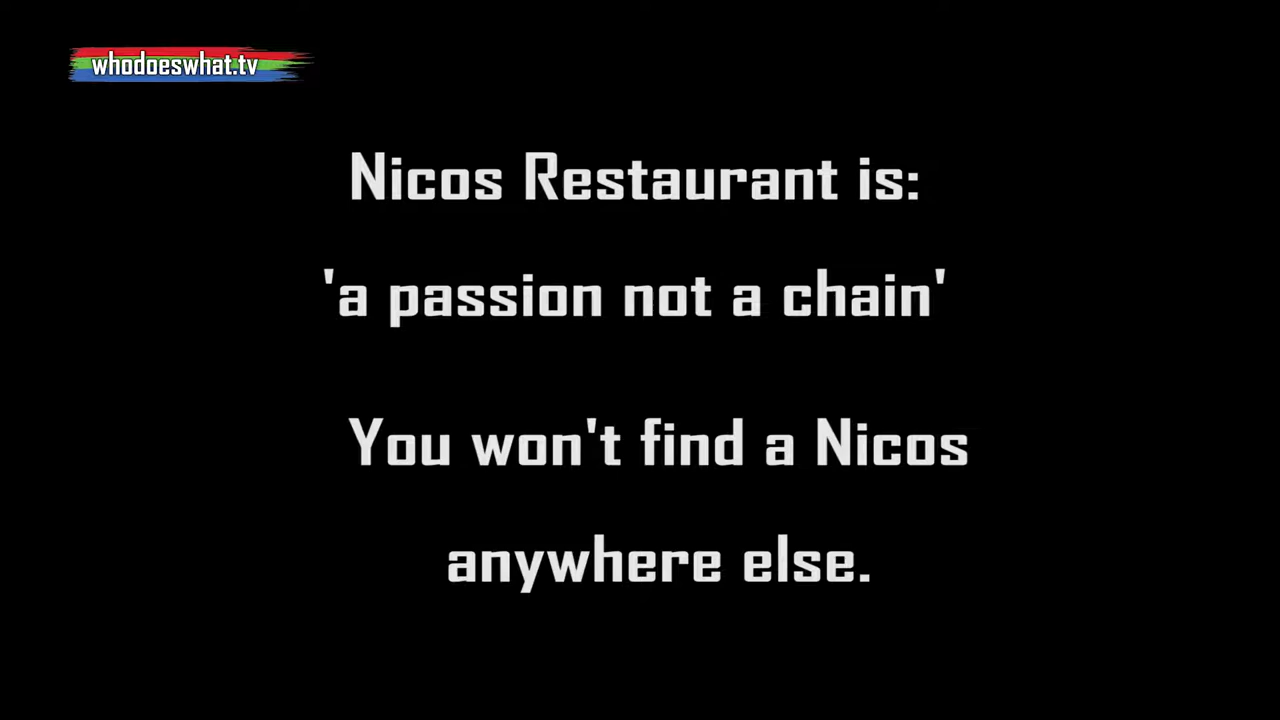 whodoeswhat.tv
Nicos Restaurant is:
'a passion not a chain'
You won't find a Nicos
anywhere else.